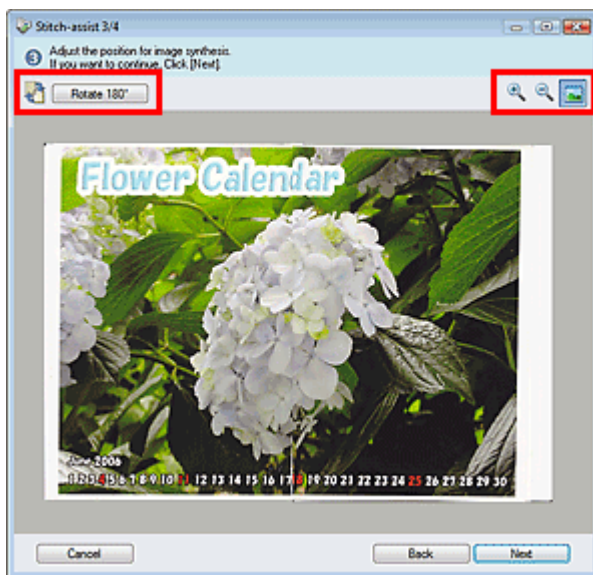 Stitch-assist 3/4
3 Adjust the position for image synthesis.
If you want to continue, Click [Next].
Rotate 180°
Flower Calendar
June 2006
1 2 3 4 5 6 7 8 9 10 11 12 13 14 15 16 17 18 19 20 21 22 23 24 25 26 27 28 29 30
Cancel Back Next